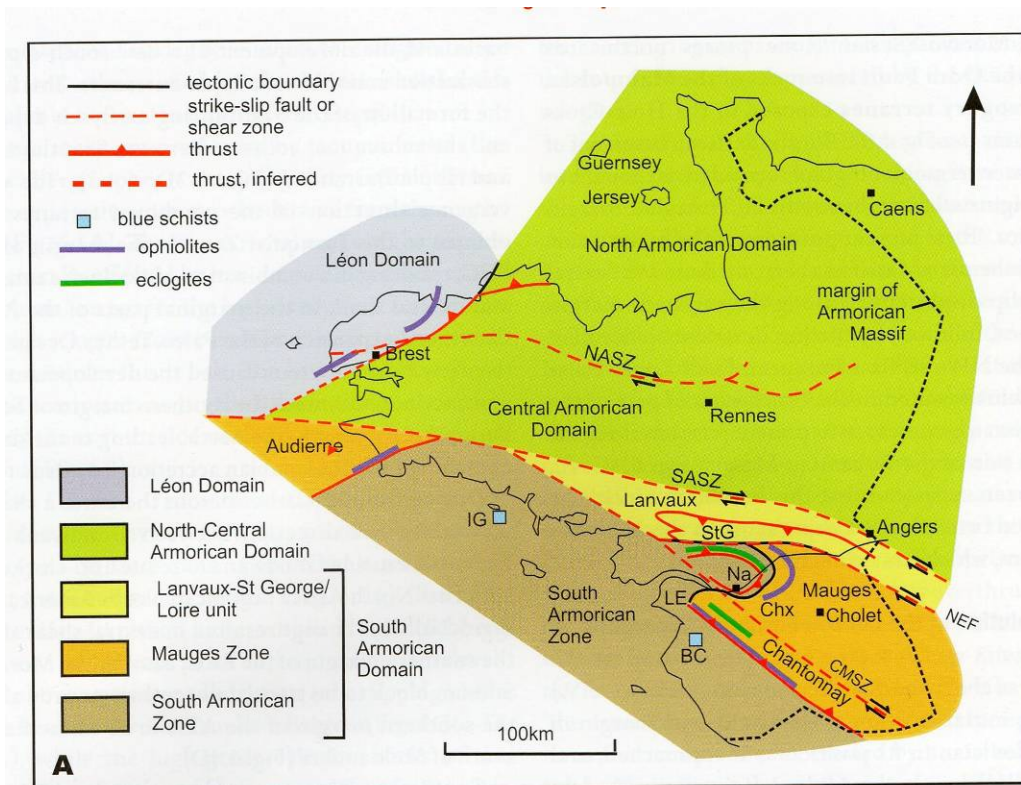 tectonic boundary
strike-slip fault or
shear zone
thrust
thrust, inferred
blue schists
ophiolites
eclogites
Léon Domain
Guernsey
Jersey
North Armorican Domain
Caens
margin of
Armorican
Massif
Brest
NASZ
Rennes
Central Armorican
Domain
Audierne
SASZ
Lanvaux
Angers
IG
StG
Na
Mauges
LE
Chx
Cholet
NEF
South
Armorican
Zone
BC
Chantonnay
CMSZ
Léon Domain
North-Central
Armorican Domain
Lanvaux-St George/
Loire unit
Mauges Zone
South Armorican
Zone
South
Armorican
Domain
100km
A